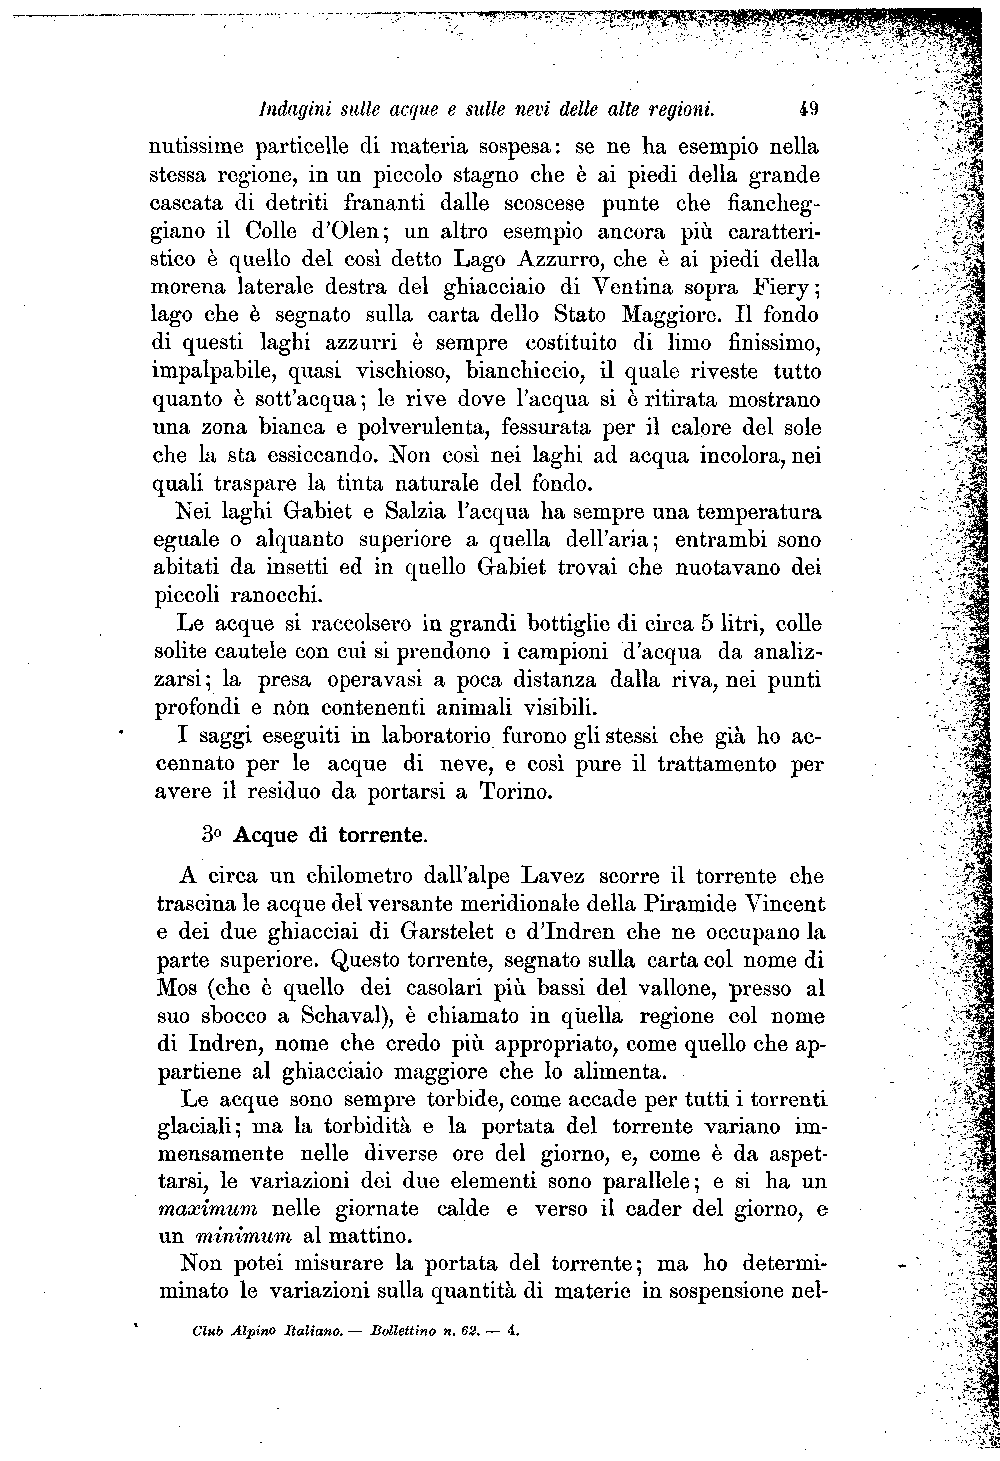 Indagini sulle acque e sulle nevi delle alte regioni. 49
nutissime particelle di materia sospesa: se ne ha esempio nella
stessa regione, in un piccolo stagno che è ai piedi della grande
cascata di detriti frananti dalle scoscese punte che fiancheg-
giano il Colle d'Olen; un altro esempio ancora più caratteri-
stico è quello del così detto Lago Azzurro, che è ai piedi della
morena laterale destra del ghiacciaio di Ventina sopra Fiery;
lago che è segnato sulla carta dello Stato Maggiore. Il fondo
di questi laghi azzurri è sempre costituito di limo finissimo,
impalpabile, quasi vischioso, bianchiccio, il quale riveste tutto
quanto è sott'acqua; le rive dove l'acqua si è ritirata mostrano
una zona bianca e polverulenta, fessurata per il calore del sole
che la sta essiccando. Non così nei laghi ad acqua incolora, nei
quali traspare la tinta naturale del fondo.
Nei laghi Gabiet e Salzia l'acqua ha sempre una temperatura
eguale o alquanto superiore a quella dell'aria; entrambi sono
abitati da insetti ed in quello Gabiet trovai che nuotavano dei
piccoli ranocchi.
Le acque si raccolsero in grandi bottiglie di circa 5 litri, colle
solite cautele con cui si prendono i campioni d'acqua da analiz-
zarsi; la presa operavasi a poca distanza dalla riva, nei punti
profondi e non contenenti animali visibili.
I saggi eseguiti in laboratorio furono gli stessi che già ho ac-
cennato per le acque di neve, e così pure il trattamento per
avere il residuo da portarsi a Torino.
3º Acque di torrente.
A circa un chilometro dall'alpe Lavez scorre il torrente che
trascina le acque del versante meridionale della Piramide Vincent
e dei due ghiacciai di Garstelet e d'Indren che ne occupano la
parte superiore. Questo torrente, segnato sulla carta col nome di
Mos (che è quello dei casolari più bassi del vallone, presso al
suo sbocco a Schaval), è chiamato in quella regione col nome
di Indren, nome che credo più appropriato, come quello che ap-
partiene al ghiacciaio maggiore che lo alimenta.
Le acque sono sempre torbide, come accade per tutti i torrenti
glaciali; ma la torbidità e la portata del torrente variano im-
mensamente nelle diverse ore del giorno, e, come è da aspet-
tarsi, le variazioni dei due elementi sono parallele; e si ha un
maximum nelle giornate calde e verso il cader del giorno, e
un minimum al mattino.
Non potei misurare la portata del torrente; ma ho determi-
minato le variazioni sulla quantità di materie in sospensione nel-
Club Alpino Italiano. — Bollettino n. 62. — 4.